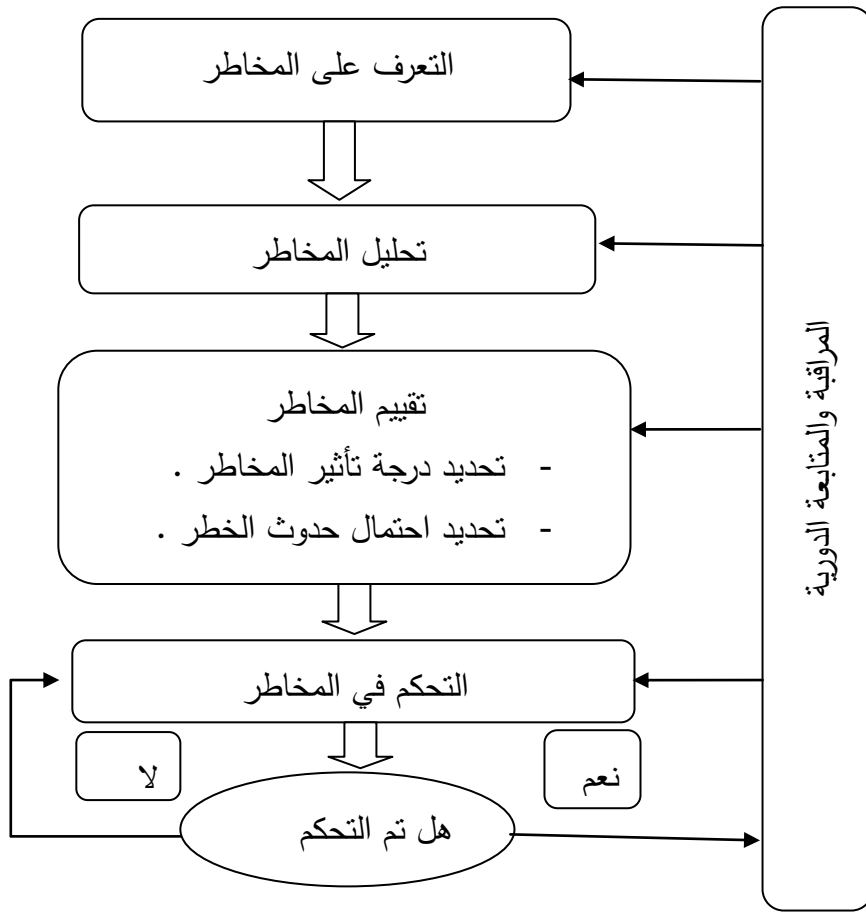 التعرف على المخاطر
تحليل المخاطر
تقييم المخاطر
- تحديد درجة تأثير المخاطر .
- تحديد احتمال حدوث الخطر .
التحكم في المخاطر
نعم
لا
هل تم التحكم
المراقبة والمتابعة الدورية